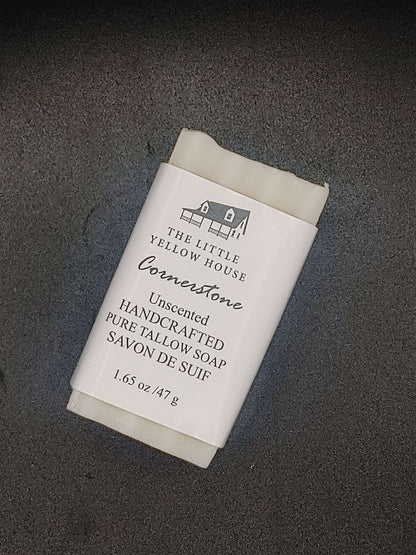 THE LITTLE
YELLOW HOUSE
Cornerstone
Unscented
HANDCRAFTED
PURE TALLOW SOAP
SAVON DE SUIF
1.65 oz /47 g